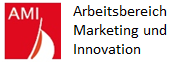 AMI
Arbeitsbereich
Marketing und
Innovation